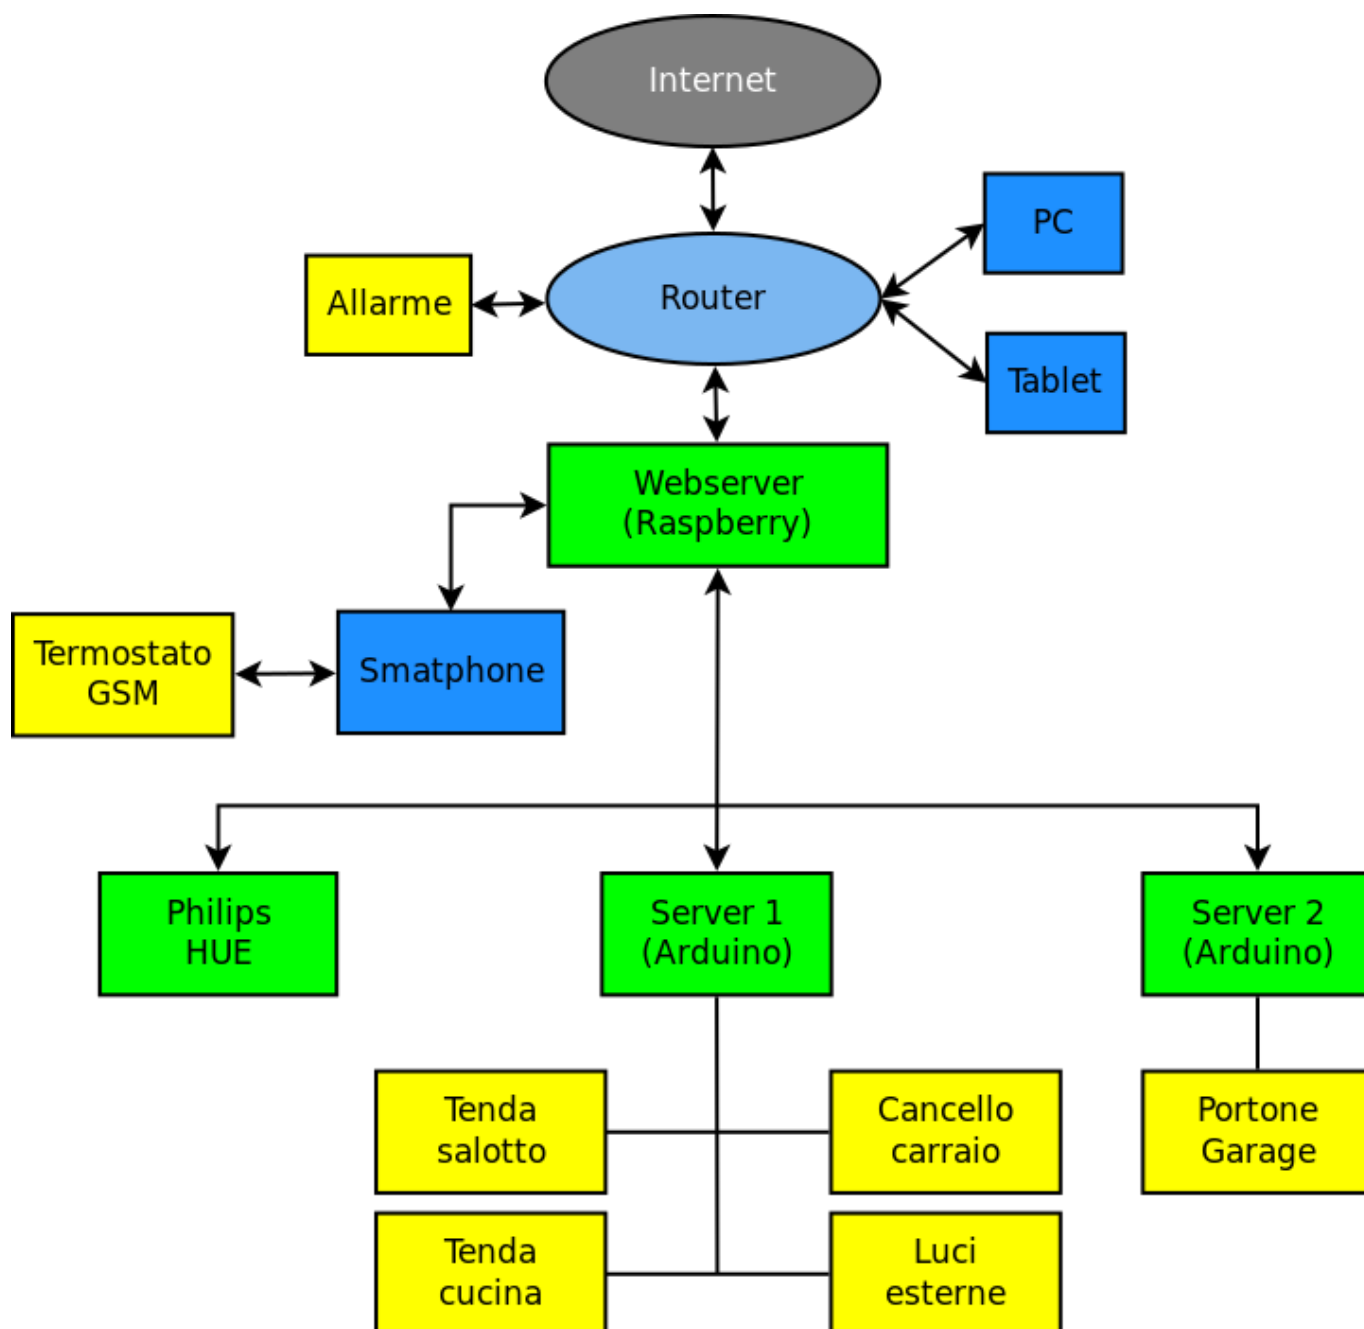 Internet
PC
Allarme
Router
Tablet
Webserver
(Raspberry)
Termostato
GSM
Smatphone
Philips
HUE
Server 1
(Arduino)
Server 2
(Arduino)
Tenda
salotto
Cancello
carraio
Portone
Garage
Tenda
cucina
Luci
esterne